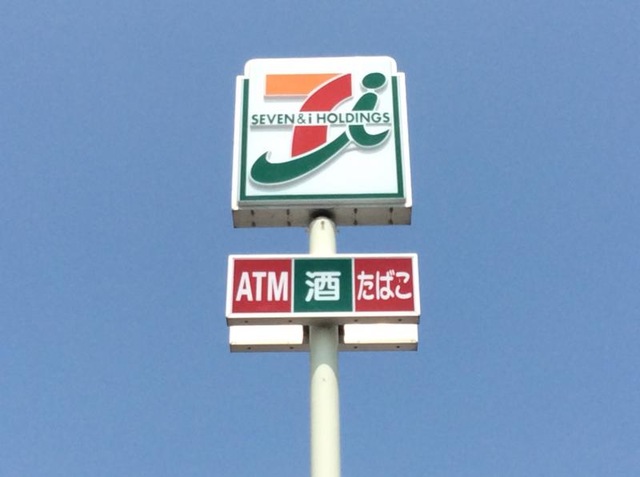 SEVEN & i HOLDINGS
ATM 酒 たばこ